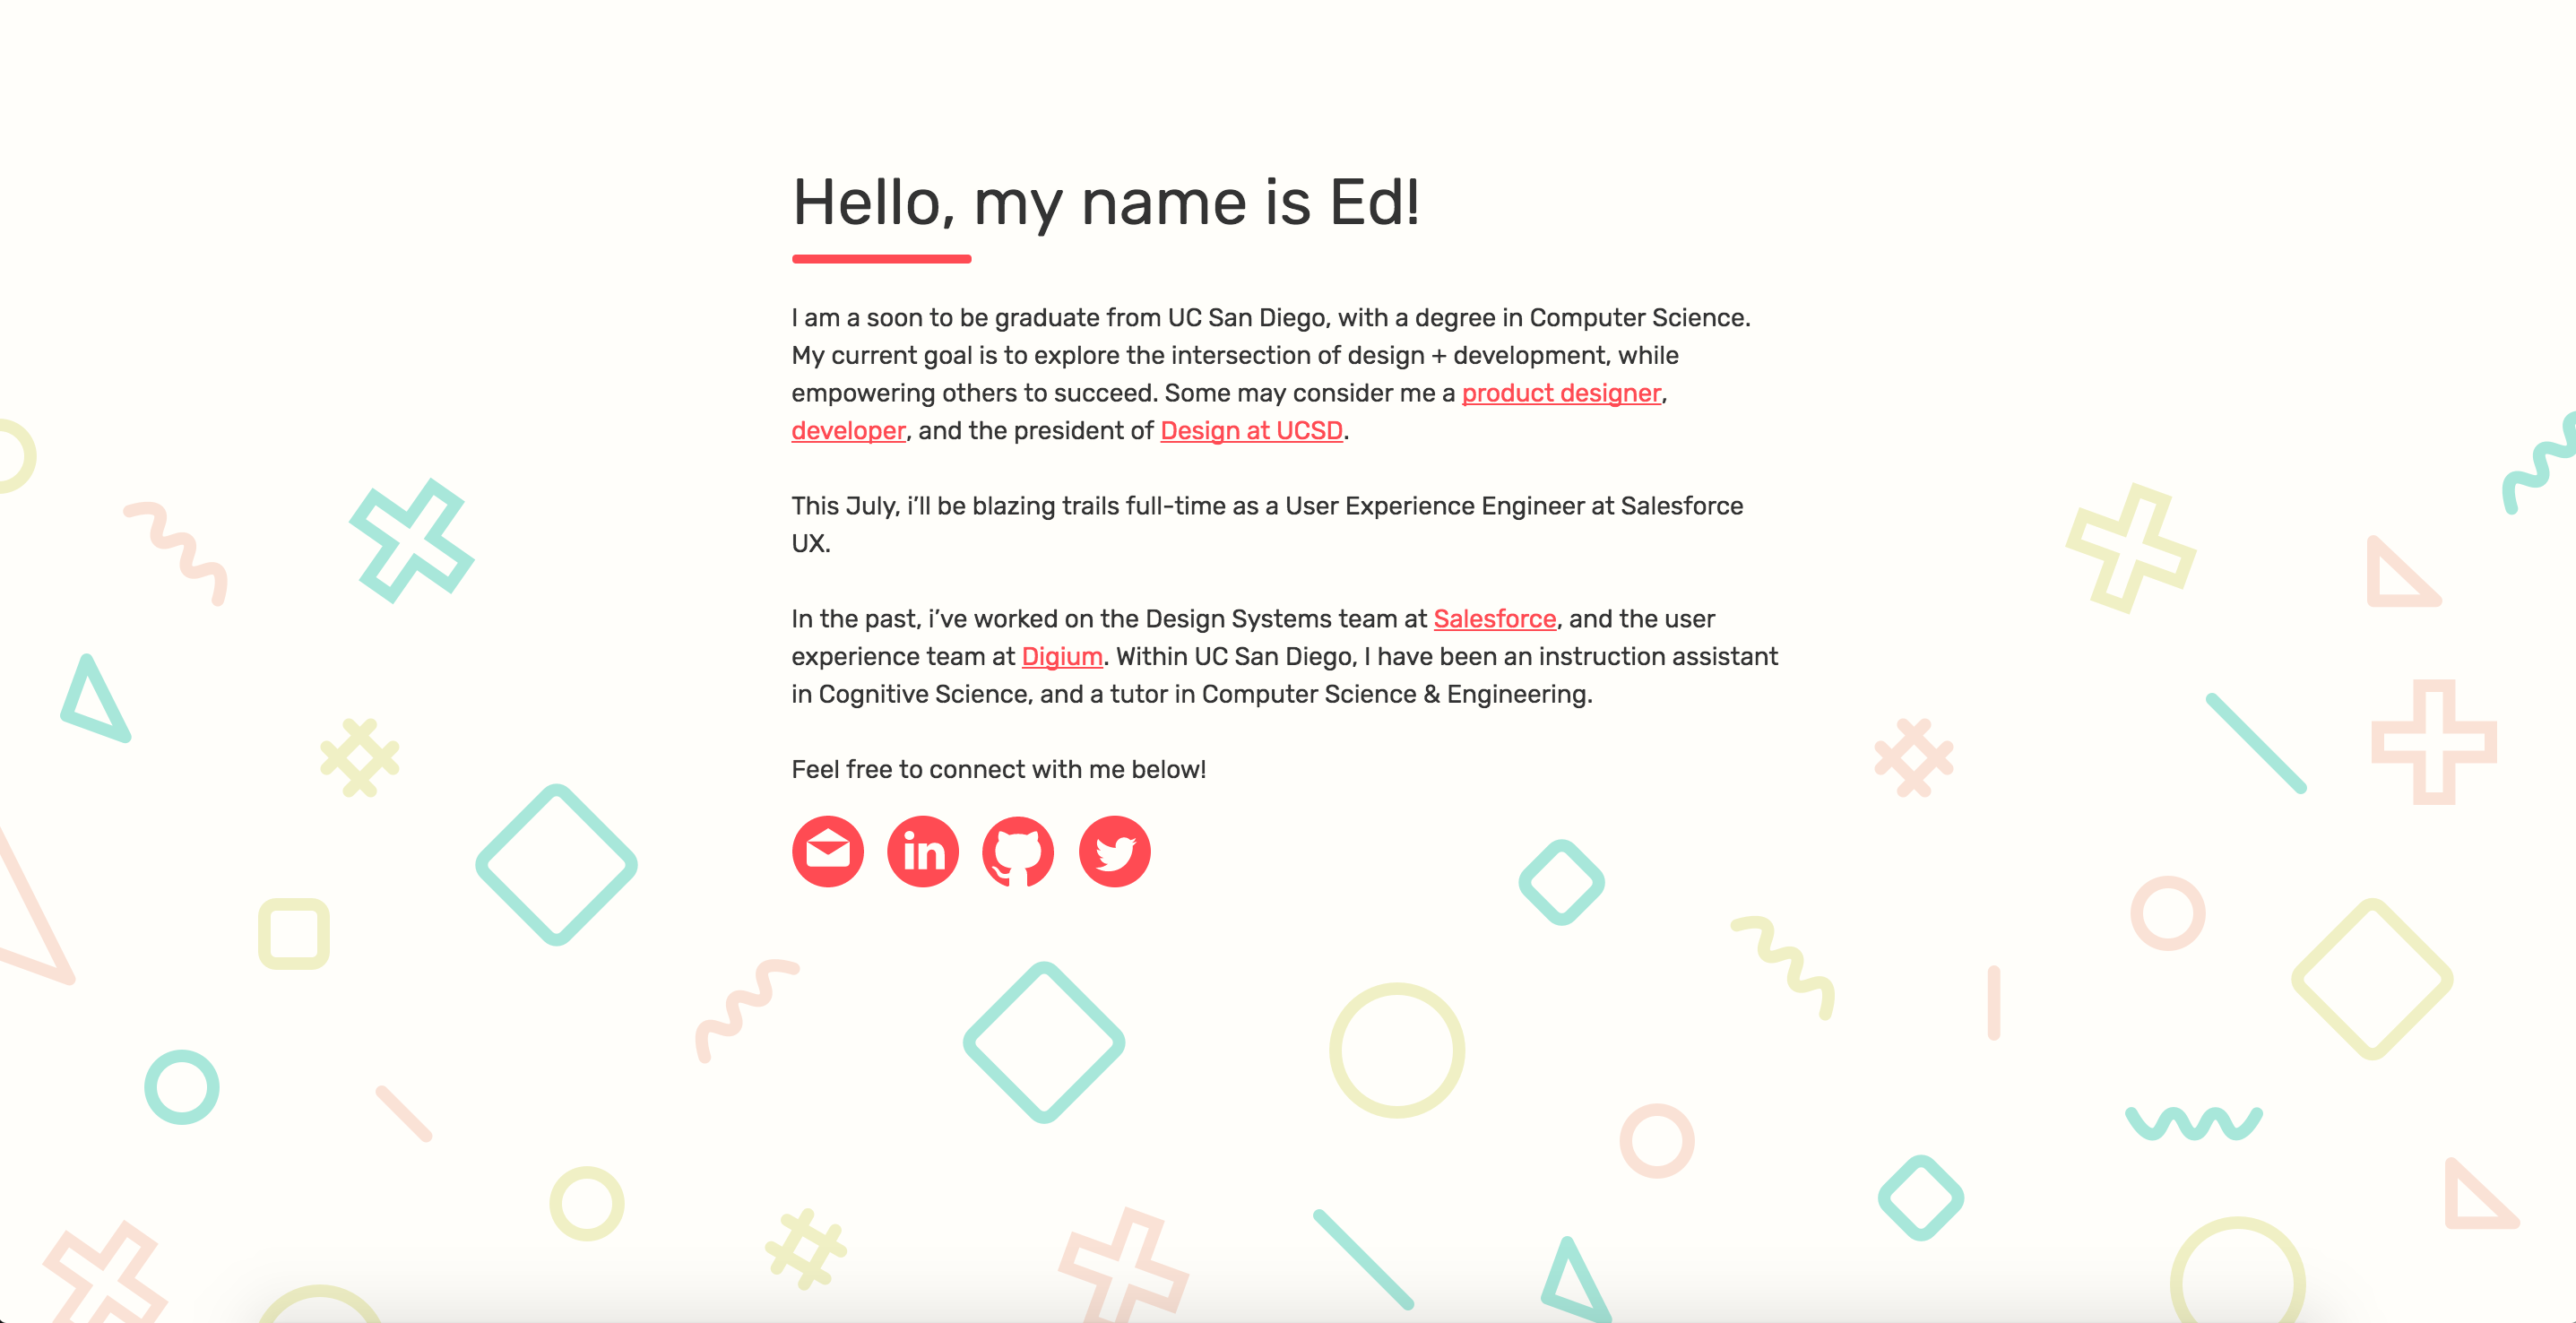 Hello, my name is Ed!
I am a soon to be graduate from UC San Diego, with a degree in Computer Science.
My current goal is to explore the intersection of design + development, while
empowering others to succeed. Some may consider me a product designer,
developer, and the president of Design at UCSD.
This July, i’ll be blazing trails full-time as a User Experience Engineer at Salesforce
UX.
In the past, i’ve worked on the Design Systems team at Salesforce, and the user
experience team at Digium. Within UC San Diego, I have been an instruction assistant
in Cognitive Science, and a tutor in Computer Science & Engineering.
Feel free to connect with me below!
in